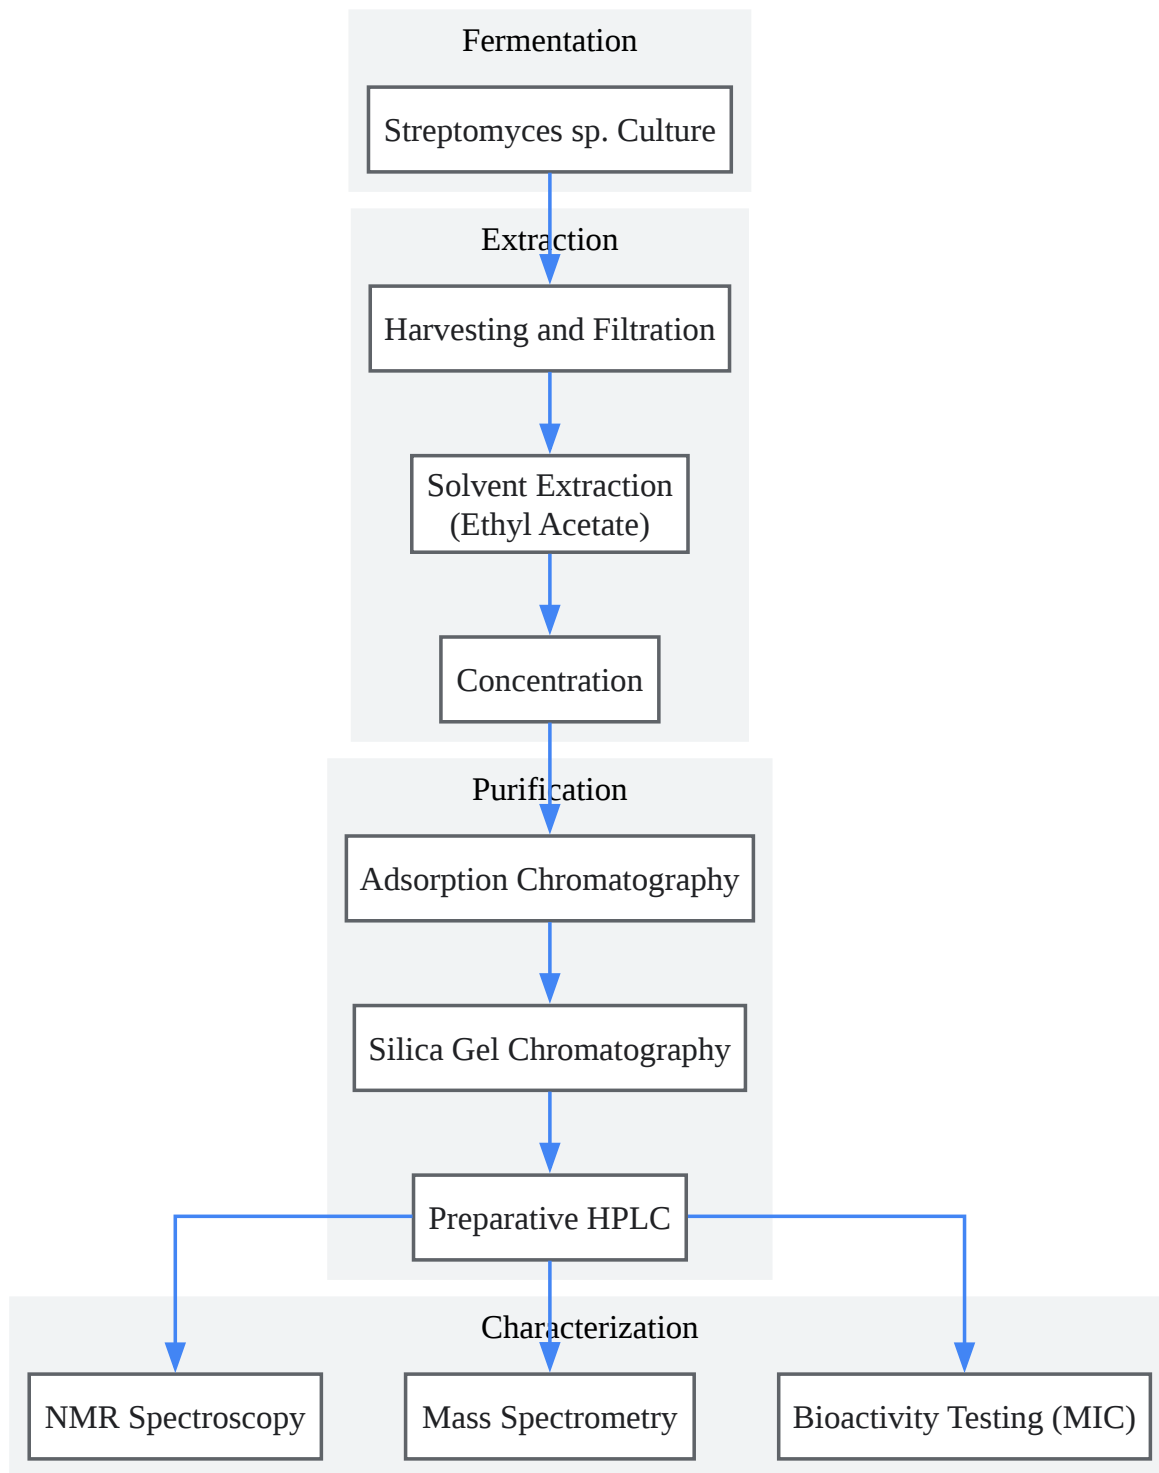 Fermentation
Streptomyces sp. Culture
Extraction
Harvesting and Filtration
Solvent Extraction
(Ethyl Acetate)
Concentration
Purification
Adsorption Chromatography
Silica Gel Chromatography
Preparative HPLC
Characterization
NMR Spectroscopy
Mass Spectrometry
Bioactivity Testing (MIC)